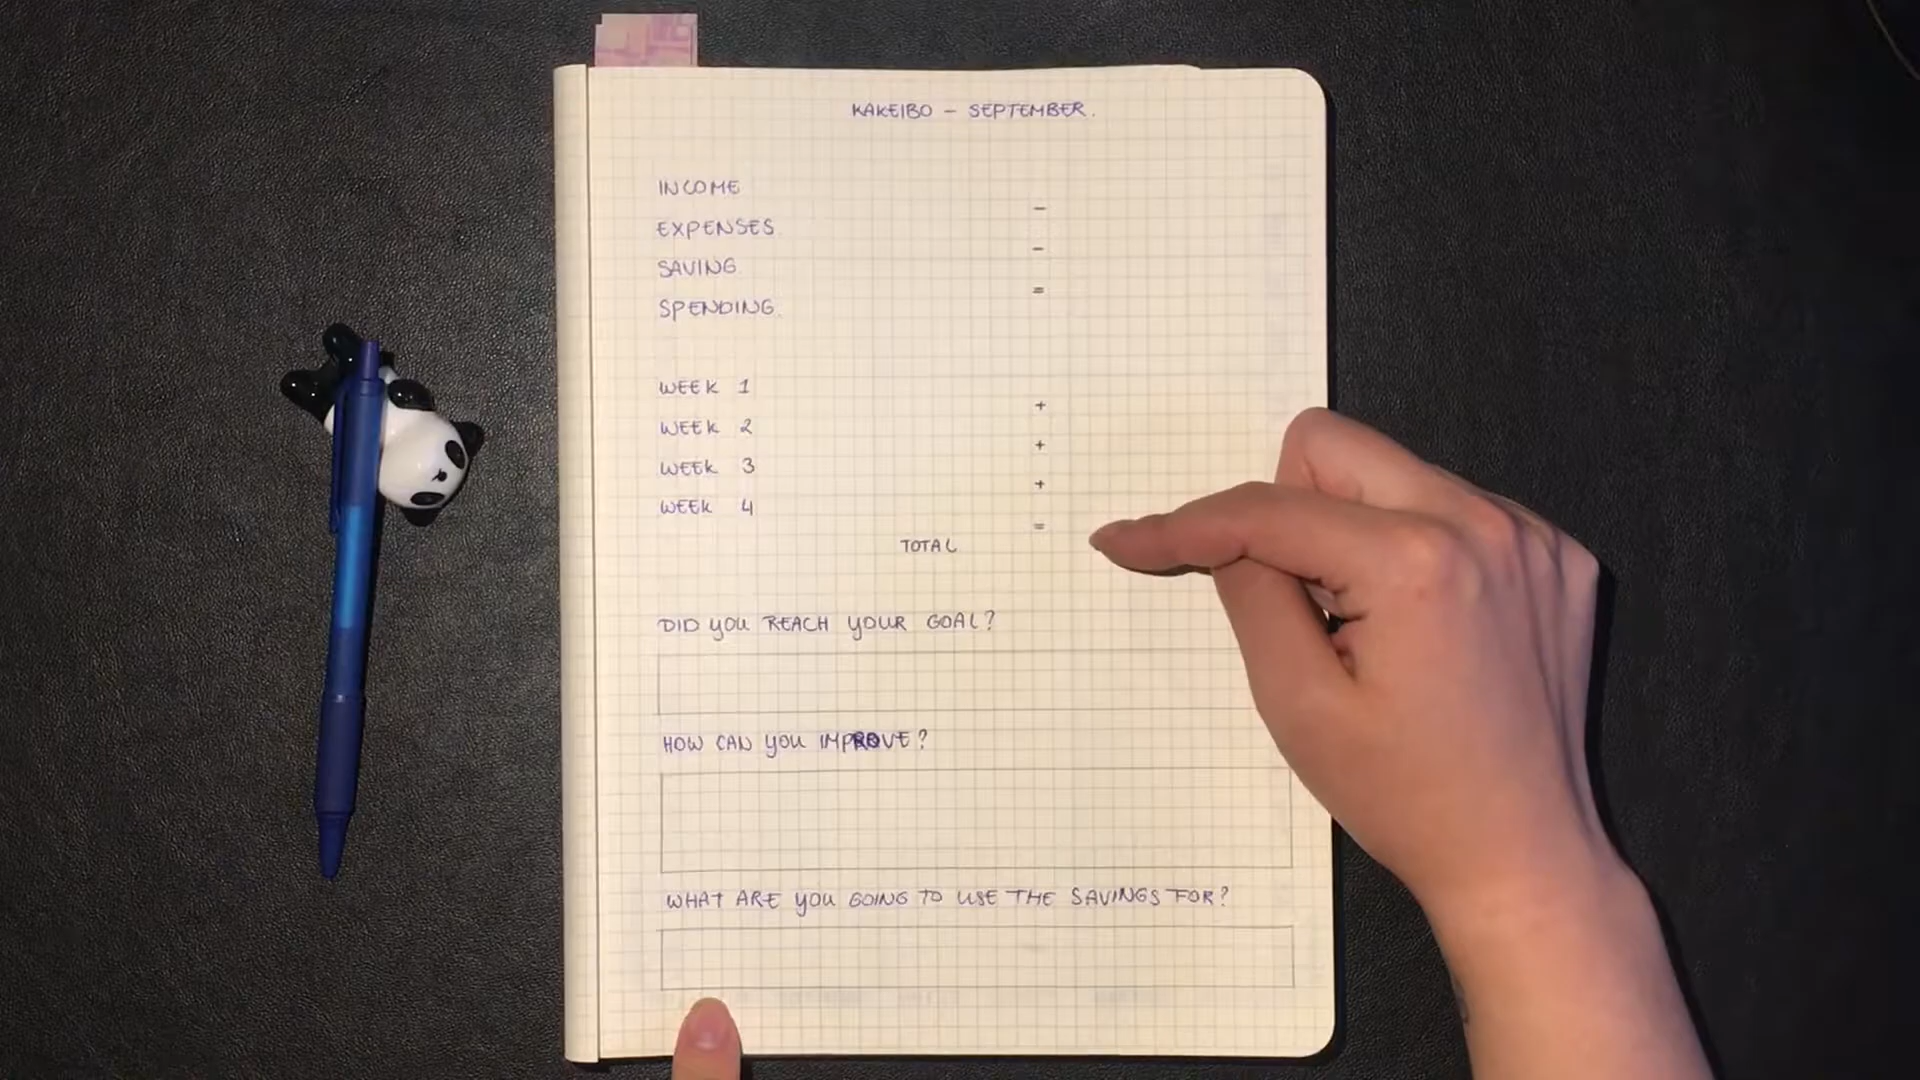 KAKEIBO - SEPTEMBER.
INCOME
-
EXPENSES.
-
SAVING.
=
SPENDING.
WEEK 1
+
WEEK 2
+
WEEK 3
+
WEEK 4
=
TOTAL
DID YOU REACH YOUR GOAL?
HOW CAN YOU IMPROVE?
WHAT ARE YOU GOING TO USE THE SAVINGS FOR?